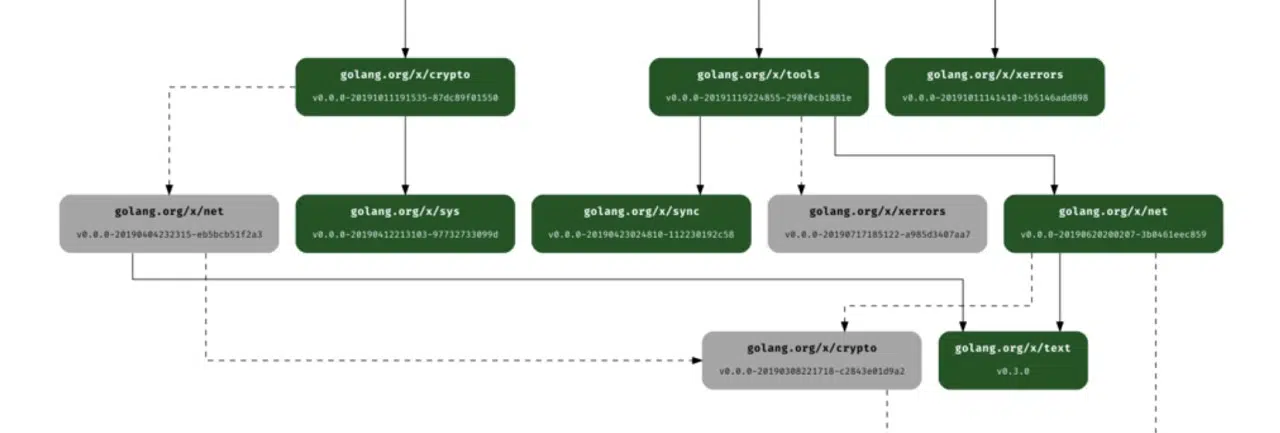 golang.org/x/crypto
v0.0.0-20191011191535-87dc89f01550
golang.org/x/tools
v0.0.0-20191119224855-298f0cb1881e
golang.org/x/xerrors
v0.0.0-20191011141410-1b5146add898
golang.org/x/net
v0.0.0-20190404232315-eb5bcb51f2a3
golang.org/x/sys
v0.0.0-20190412213103-97732733099d
golang.org/x/sync
v0.0.0-20190423024810-112230192c58
golang.org/x/xerrors
v0.0.0-20190717185122-a985d3407aa7
golang.org/x/net
v0.0.0-20190620200207-3b0461eec859
golang.org/x/crypto
v0.0.0-20190308221718-c2843e01d9a2
golang.org/x/text
v0.3.0